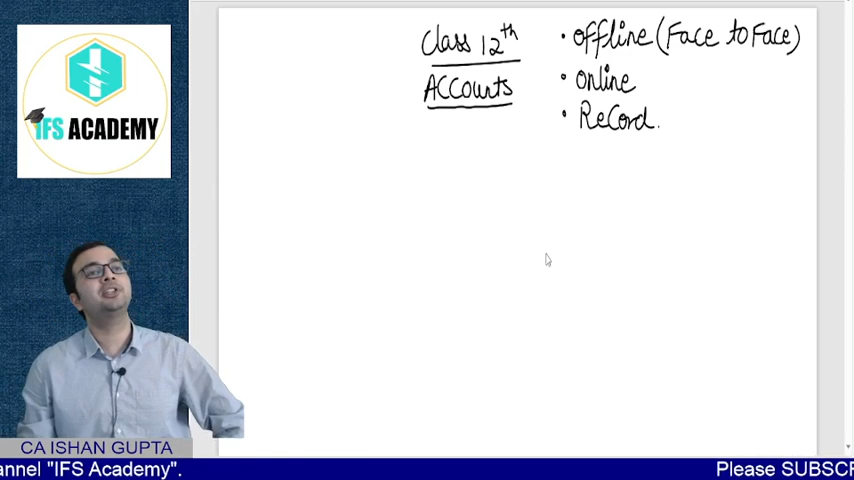 IFS ACADEMY
Class 12th
ACCounts
• offline (Face to Face)
• online
• ReCord.
CA ISHAN GUPTA
annel "IFS Academy".
Please SUBSCR